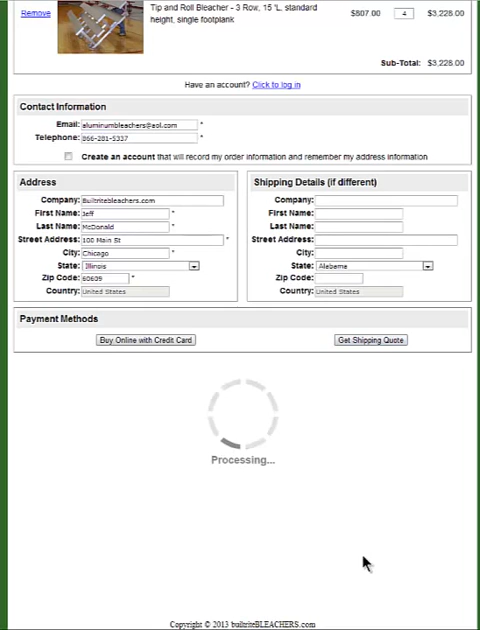 Remove
Tip and Roll Bleacher - 3 Row, 15 'L, standard height, single footplank
$807.00
4
$3,228.00
Sub-Total: $3,228.00
Have an account? Click to log in
Contact Information
Email: aluminumbleachers@aol.com *
Telephone: 866-281-5337 *
Create an account that will record my order information and remember my address information
Address
Company: Builtritebleachers.com
First Name: Jeff *
Last Name: McDonald *
Street Address: 100 Main St *
City: Chicago *
State: Illinois
Zip Code: 60609 *
Country: United States
Shipping Details (if different)
Company:
First Name:
Last Name:
Street Address:
City:
State: Alabama
Zip Code:
Country: United States
Payment Methods
Buy Online with Credit Card
Get Shipping Quote
Processing...
Copyright © 2013 builtriteBLEACHERS.com